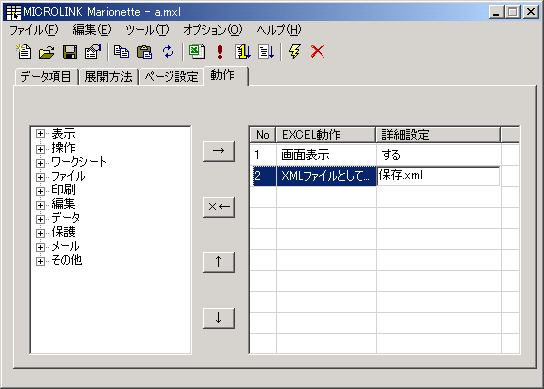 MICROLINK Marionette - a.mxl
ファイル(F) 編集(E) ツール(T) オプション(O) ヘルプ(H)
データ項目 展開方法 ページ設定 動作
表示
操作
ワークシート
ファイル
印刷
編集
データ
保護
メール
その他
→
×←
↑
↓
No EXCEL動作 詳細設定
1 画面表示 する
2 XMLファイルとして... 保存.xml